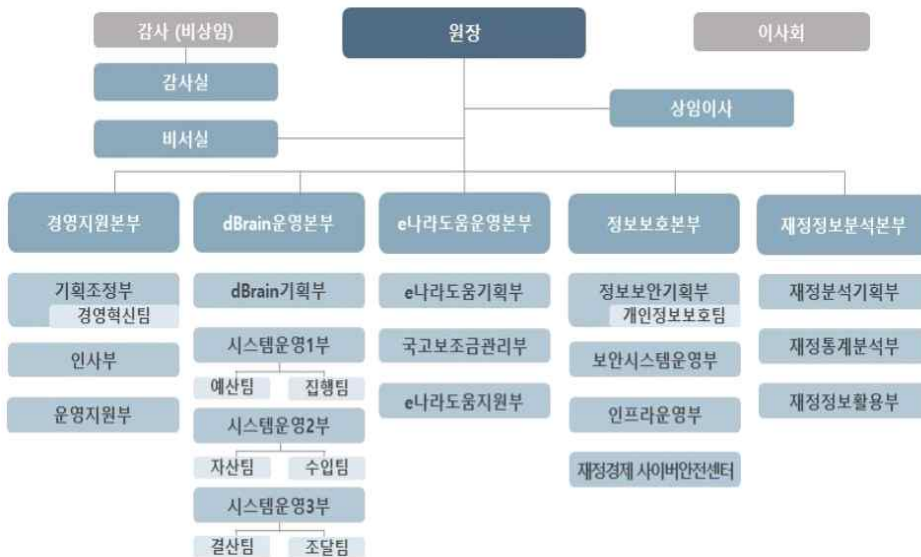 감사 (비상임)
원장
이사회
감사실
상임이사
비서실
경영지원본부
기획조정부
경영혁신팀
인사부
운영지원부
dBrain운영본부
dBrain기획부
시스템운영1부
예산팀
집행팀
시스템운영2부
자산팀
수입팀
시스템운영3부
결산팀
조달팀
e나라도움운영본부
e나라도움기획부
국고보조금관리부
e나라도움지원부
정보보호본부
정보보안기획부
개인정보보호팀
보안시스템운영부
인프라운영부
재정경제 사이버안전센터
재정정보분석본부
재정분석기획부
재정통계분석부
재정정보활용부